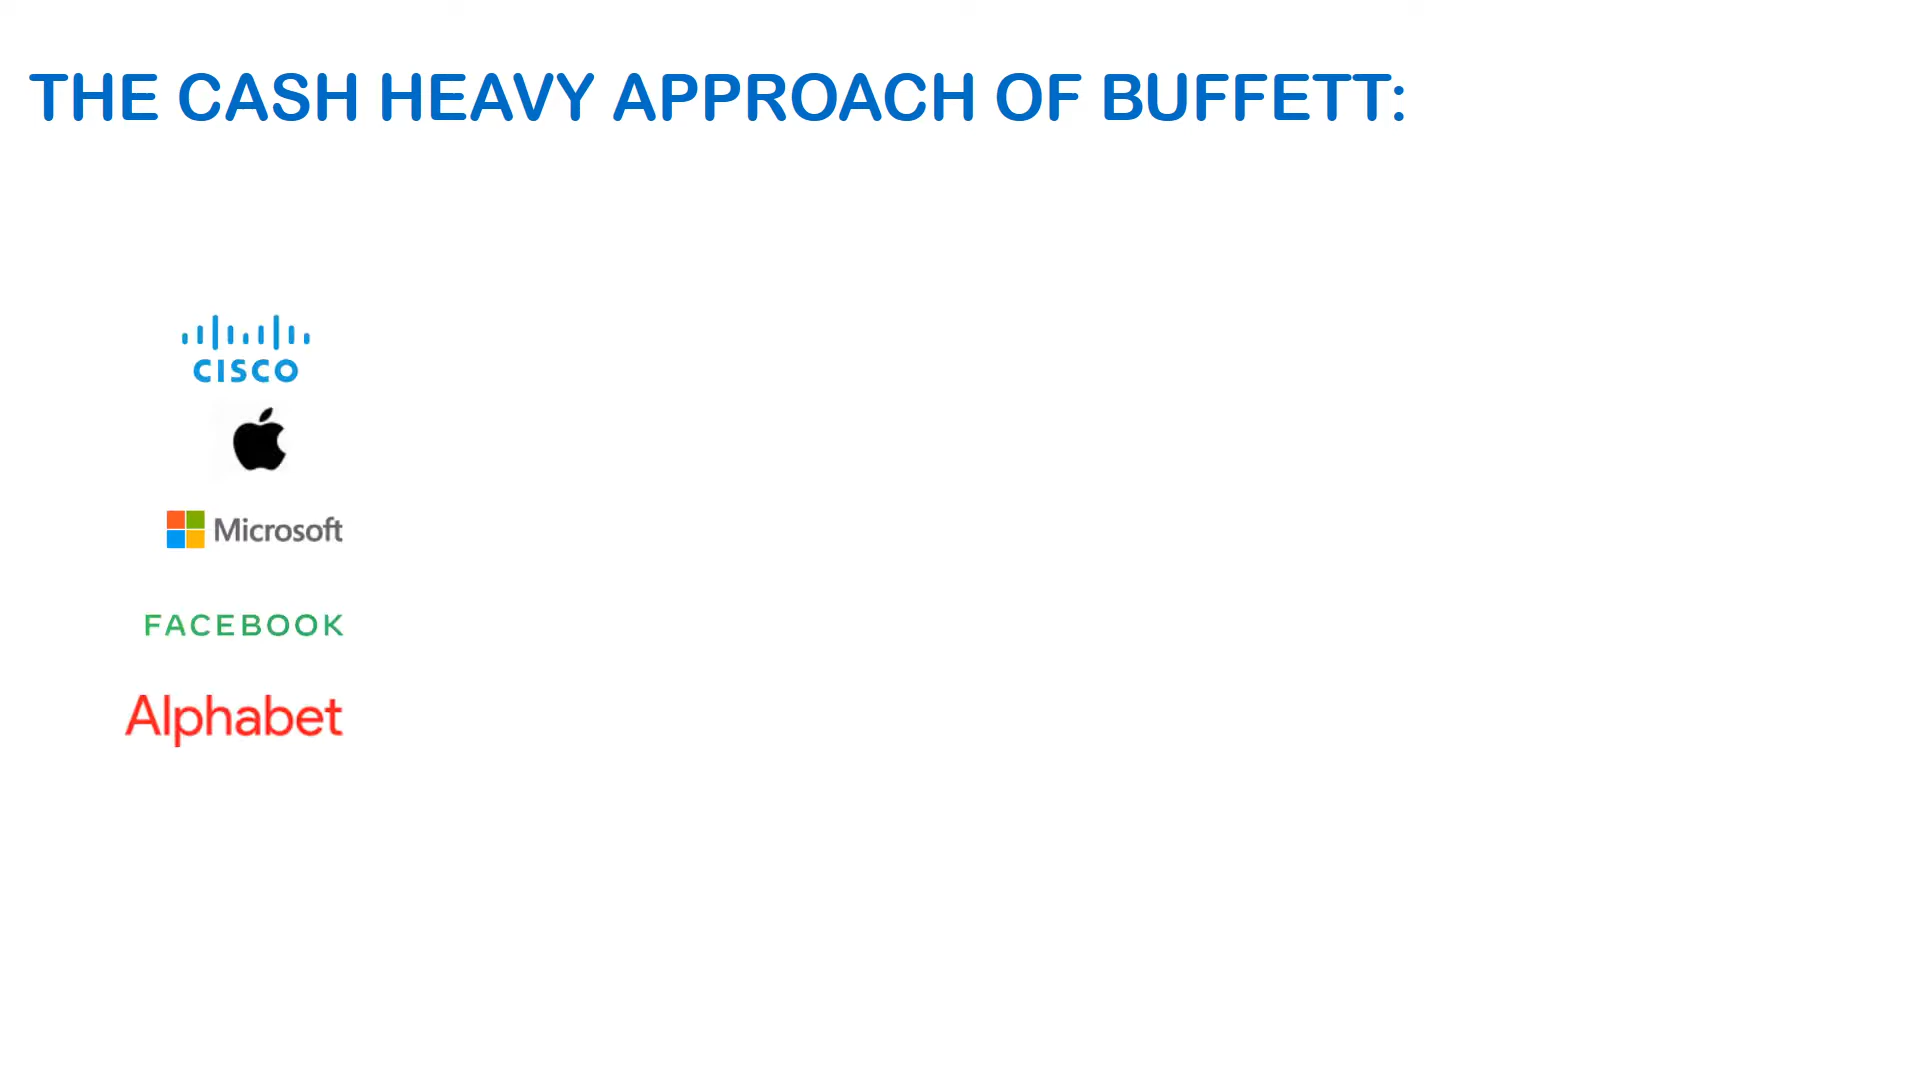 THE CASH HEAVY APPROACH OF BUFFETT:
CISCO
Microsoft
FACEBOOK
Alphabet